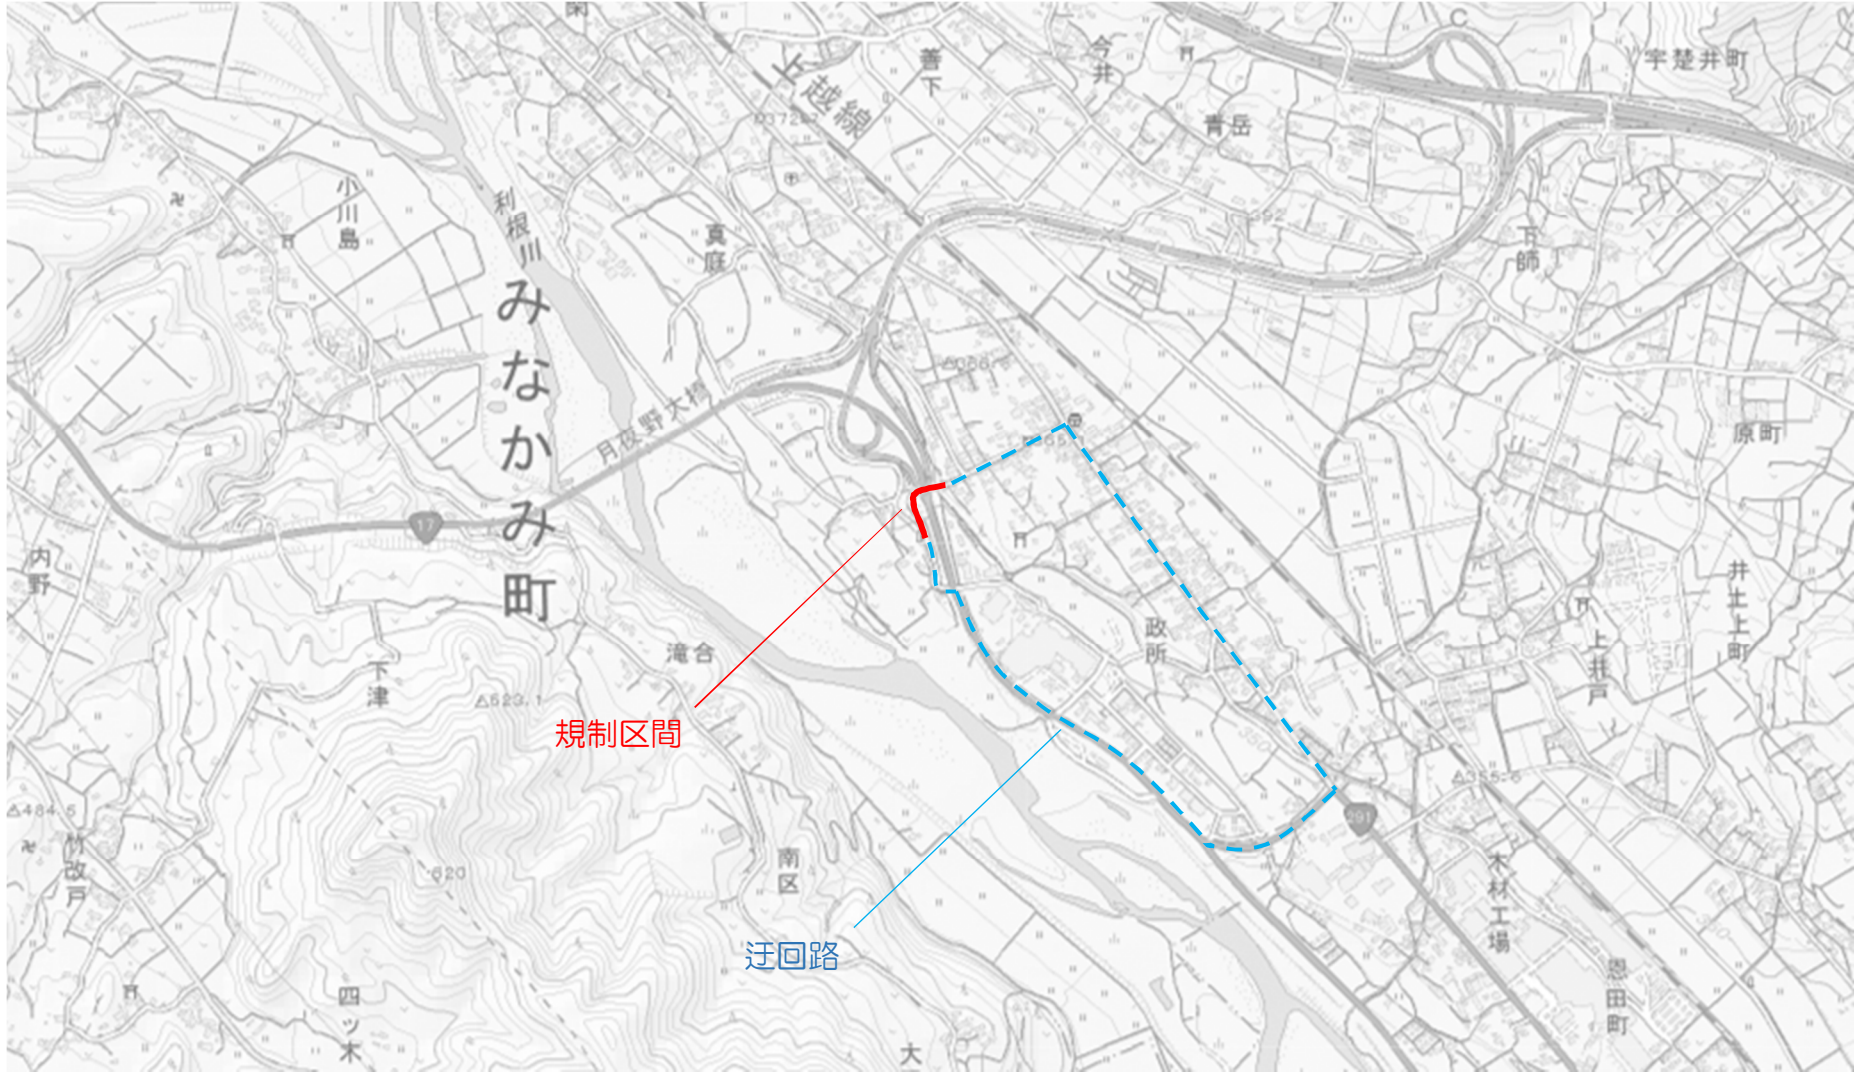 善下
今井
宇楚井町
上越線
青岳
小川島
利根川
真庭
下師
みなかみ町
月夜野大橋
原町
17
内野
政所
井土上町
上井戸
滝合
下津
△523.1
規制区間
△355.6
△484.5
291
竹改戸
620
南区
木材工場
迂回路
恩田町
四ツ木
大